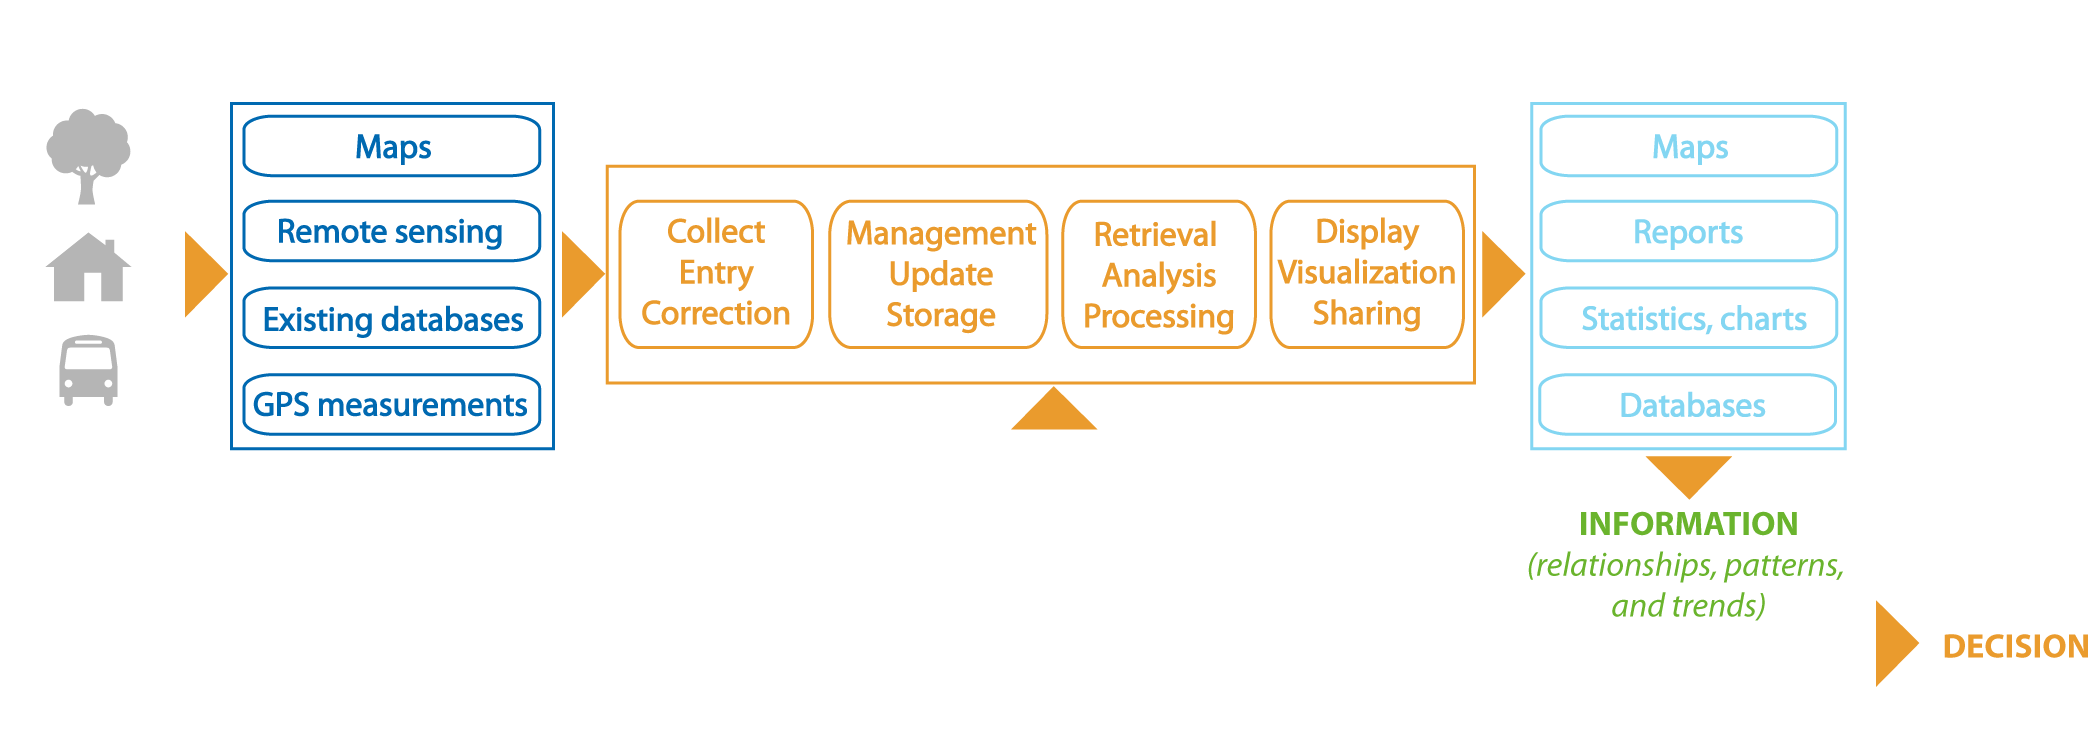 Maps
Remote sensing
Existing databases
GPS measurements
Collect
Entry
Correction
Management
Update
Storage
Retrieval
Analysis
Processing
Display
Visualization
Sharing
Maps
Reports
Statistics, charts
Databases
INFORMATION
(relationships, patterns,
and trends)
DECISION